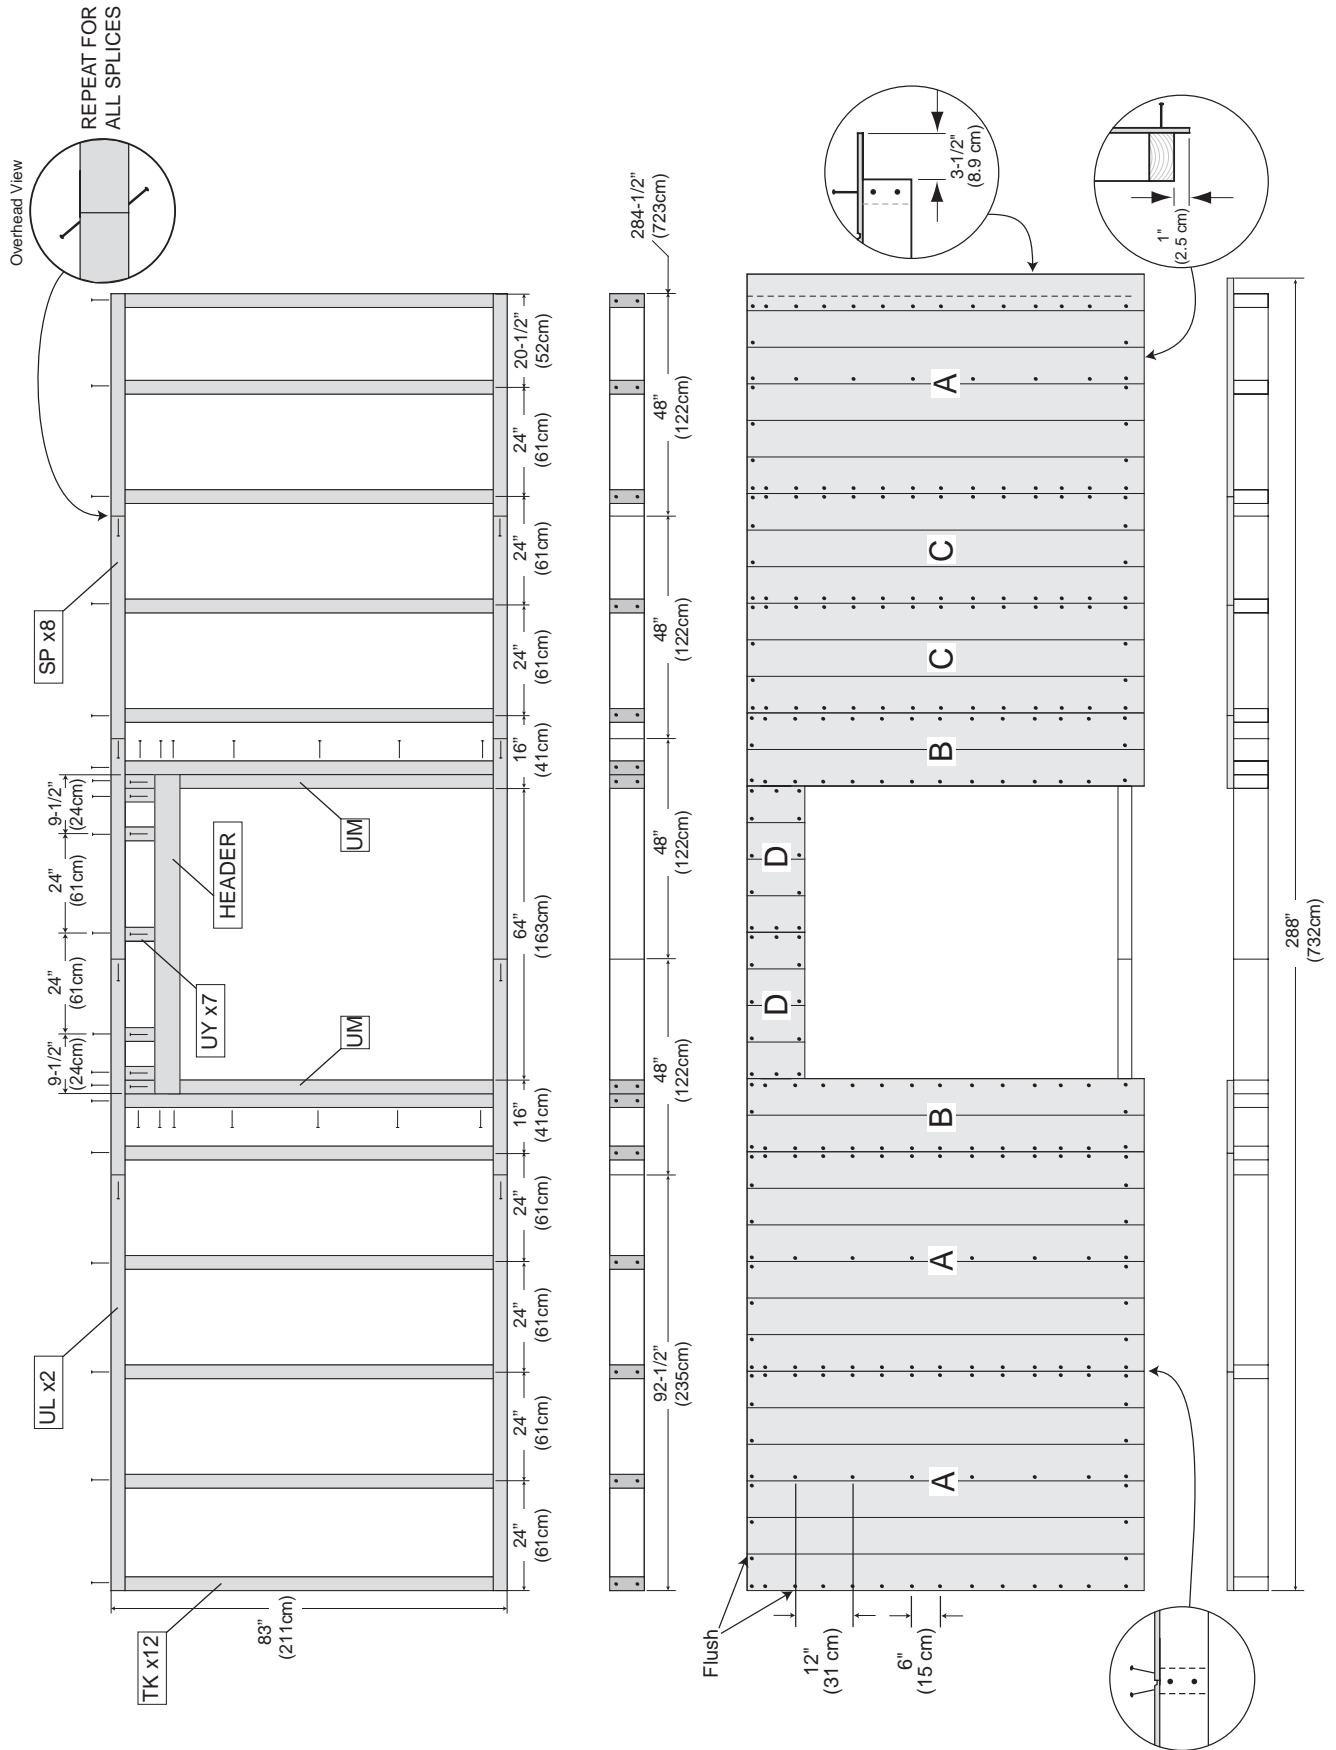 Overhead View
REPEAT FOR
ALL SPLICES
UL x2
SP x8
9-1/2"
(24cm)
24"
(61cm)
24"
(61cm)
9-1/2"
(24cm)
UY x7
HEADER
UM
UM
TK x12
83"
(211cm)
24"
(61cm)
24"
(61cm)
24"
(61cm)
24"
(61cm)
16"
(41cm)
64"
(163cm)
16"
(41cm)
24"
(61cm)
24"
(61cm)
24"
(61cm)
20-1/2"
(52cm)
92-1/2"
(235cm)
48"
(122cm)
48"
(122cm)
48"
(122cm)
48"
(122cm)
284-1/2"
(723cm)
Flush
12"
(31 cm)
6"
(15 cm)
A
A
B
D
D
B
C
C
A
3-1/2"
(8.9 cm)
1"
(2.5 cm)
288"
(732cm)